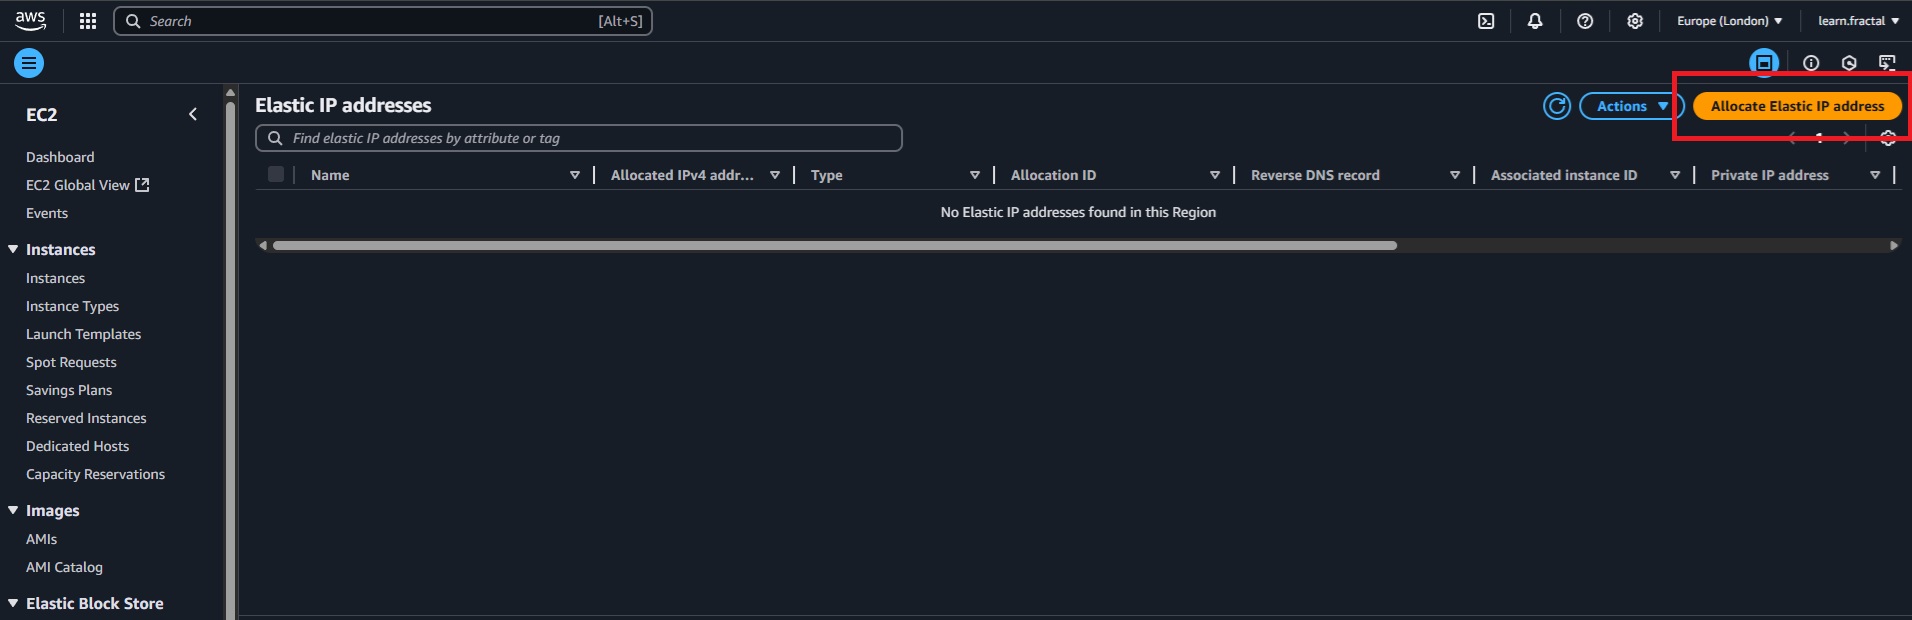 aws
Search [Alt+S]
Europe (London) learn.fractal
EC2
Dashboard
EC2 Global View
Events
Instances
Instances
Instance Types
Launch Templates
Spot Requests
Savings Plans
Reserved Instances
Dedicated Hosts
Capacity Reservations
Images
AMIs
AMI Catalog
Elastic Block Store
Elastic IP addresses
Actions
Allocate Elastic IP address
Find elastic IP addresses by attribute or tag
1
Name Allocated IPv4 addr... Type Allocation ID Reverse DNS record Associated instance ID Private IP address
No Elastic IP addresses found in this Region